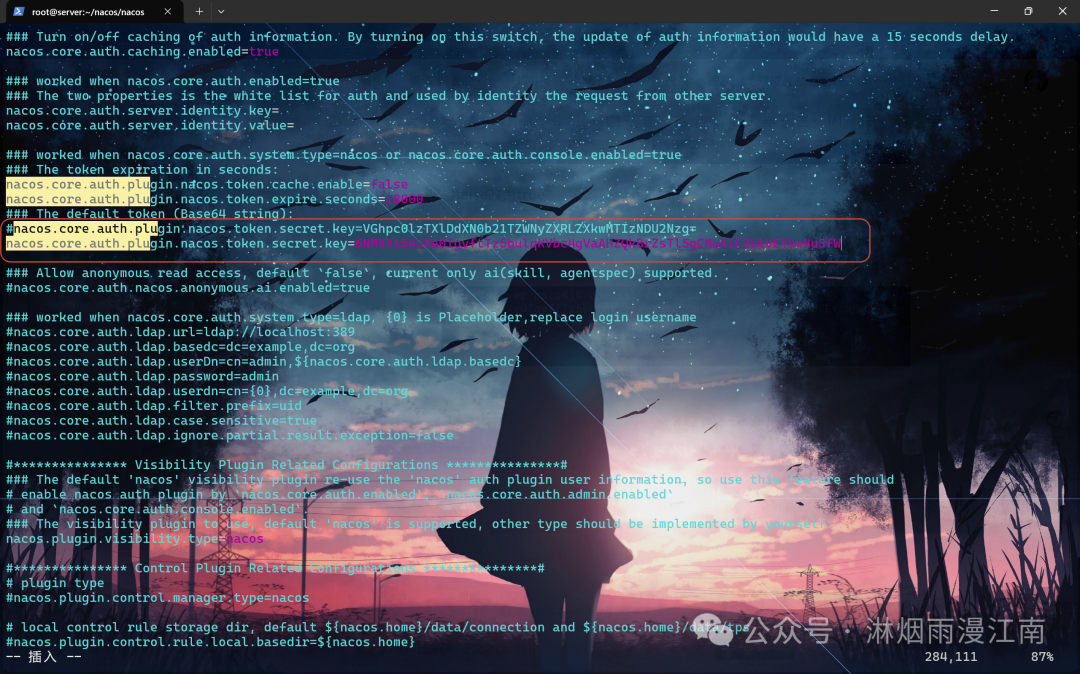 root@server:~/nacos/nacos
### Turn on/off caching of auth information. By turning on this switch, the update of auth information would have a 15 seconds delay.
nacos.core.auth.caching.enabled=true
### worked when nacos.core.auth.enabled=true
### The two properties is the white list for auth and used by identity the request from other server.
nacos.core.auth.server.identity.key=
nacos.core.auth.server.identity.value=
### worked when nacos.core.auth.system.type=nacos or nacos.core.auth.console.enabled=true
### The token expiration in seconds:
nacos.core.auth.plugin.nacos.token.cache.enable=false
nacos.core.auth.plugin.nacos.token.expire.seconds=18000
### The default token (Base64 string):
#nacos.core.auth.plugin.nacos.token.secret.key=VGhpc0lzTXlDdXN0b21TZWNyZXRLZXkwMTIzNDU2Nzg=
nacos.core.auth.plugin.nacos.token.secret.key=
### Allow anonymous read access, default `false`, current only ai(skill, agentspec) supported.
#nacos.core.auth.nacos.anonymous.ai.enabled=true
### worked when nacos.core.auth.system.type=ldap, {0} is Placeholder,replace login username
#nacos.core.auth.ldap.url=ldap://localhost:389
#nacos.core.auth.ldap.basedc=dc=example,dc=org
#nacos.core.auth.ldap.userDn=cn=admin,${nacos.core.auth.ldap.basedc}
#nacos.core.auth.ldap.password=admin
#nacos.core.auth.ldap.userdn=cn={0},dc=example,dc=org
#nacos.core.auth.ldap.filter.prefix=uid
#nacos.core.auth.ldap.case.sensitive=true
#nacos.core.auth.ldap.ignore.partial.result.exception=false
#*************** Visibility Plugin Related Configurations ***************#
### The default 'nacos' visibility plugin re-use the 'nacos' auth plugin user information, so use this feature should
# enable nacos auth plugin by `nacos.core.auth.enabled`, `nacos.core.auth.admin.enabled`
# and `nacos.core.auth.console.enabled`.
### The visibility plugin to use, default 'nacos' is supported, other type should be implemented by yourself.
nacos.plugin.visibility.type=nacos
#*************** Control Plugin Related Configurations ***************#
# plugin type
#nacos.plugin.control.manager.type=nacos
# local control rule storage dir, default ${nacos.home}/data/connection and ${nacos.home}/data/tps
#nacos.plugin.control.rule.local.basedir=${nacos.home}
-- 插入 --
284,111
87%
公众号 · 淋烟雨漫江南